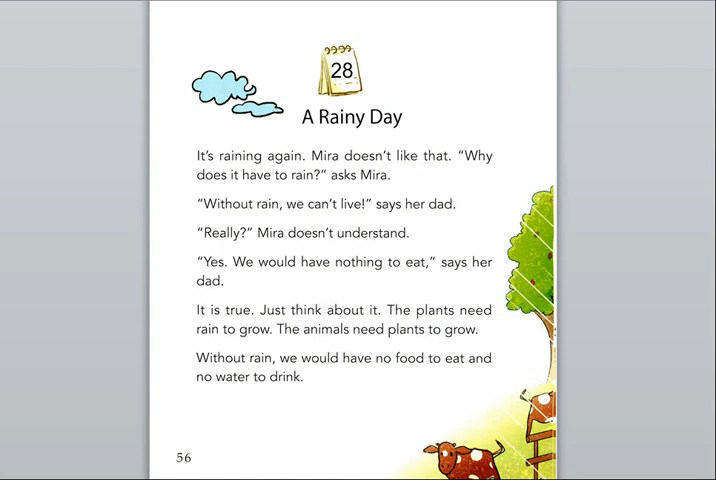 28
A Rainy Day
It's raining again. Mira doesn't like that. “Why
does it have to rain?” asks Mira.
“Without rain, we can't live!” says her dad.
“Really?” Mira doesn't understand.
“Yes. We would have nothing to eat,” says her
dad.
It is true. Just think about it. The plants need
rain to grow. The animals need plants to grow.
Without rain, we would have no food to eat and
no water to drink.
56